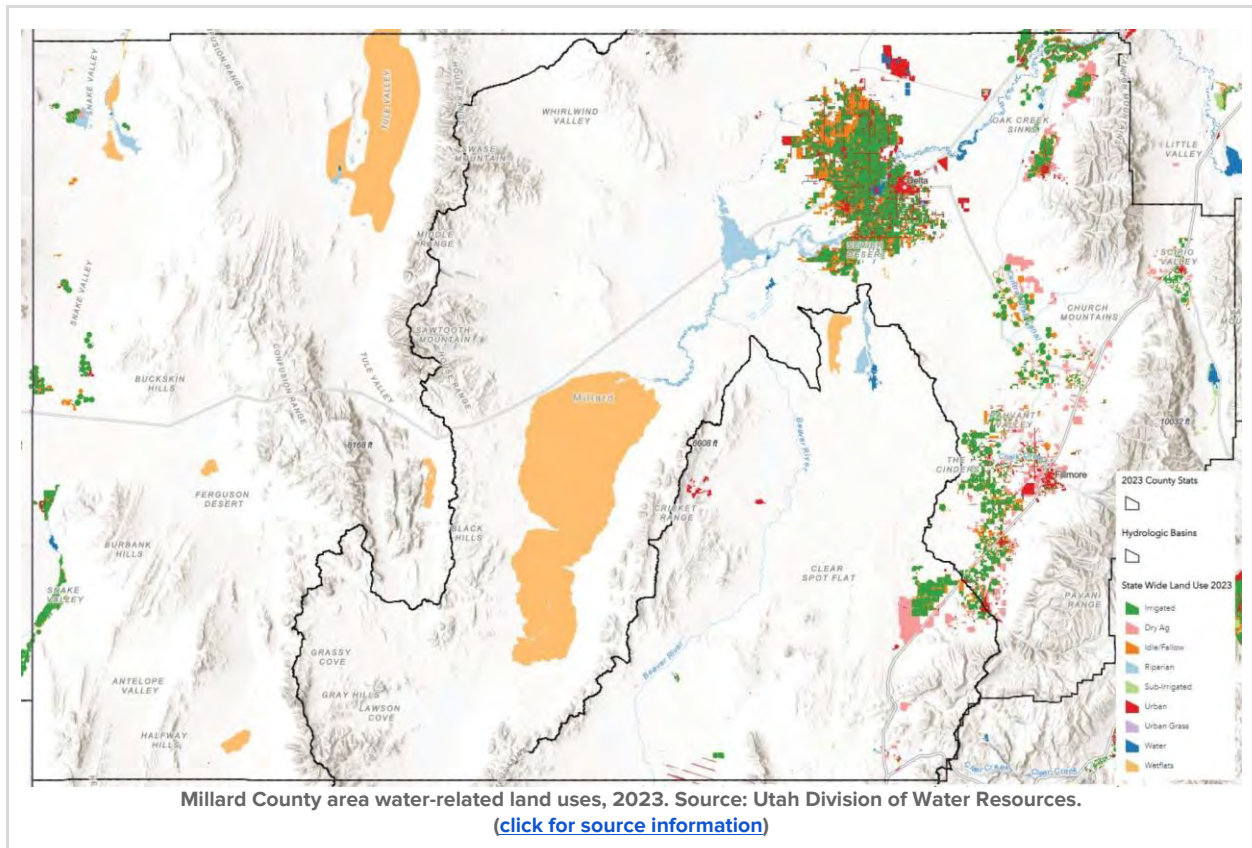 SNAKE VALLEY
CONFUSION RANGE
TULE VALLEY
WHIRLWIND
VALLEY
SWASEY
MOUNTAIN
OAK CREEK
SINKS
LITTLE
VALLEY
Delta
MIDDLE
RANGE
SEVIER
DESERT
SCIPIO
VALLEY
SNAKE VALLEY
CHURCH
MOUNTAINS
SAWTOOTH
MOUNTAIN
HOUSE RANGE
BUCKSKIN
HILLS
CONFUSION RANGE
TULE VALLEY
Millard
Beaver River
PAHVANT
VALLEY
10032 ft
8168 ft
6608 ft
THE
CINDERS
Fillmore
FERGUSON
DESERT
CRICKET
RANGE
BLACK
HILLS
BURBANK
HILLS
CLEAR
SPOT FLAT
SNAKE
VALLEY
PAVANT
RANGE
GRASSY
COVE
Beaver River
ANTELOPE
VALLEY
GRAY HILLS
LAWSON
COVE
HALFWAY
HILLS
2023 County Stats
Hydrologic Basins
State Wide Land Use 2023
Irrigated
Dry Ag
Idle/Fallow
Riparian
Sub-Irrigated
Urban
Urban Grass
Water
Wetflats
Millard County area water-related land uses, 2023. Source: Utah Division of Water Resources.
(click for source information)